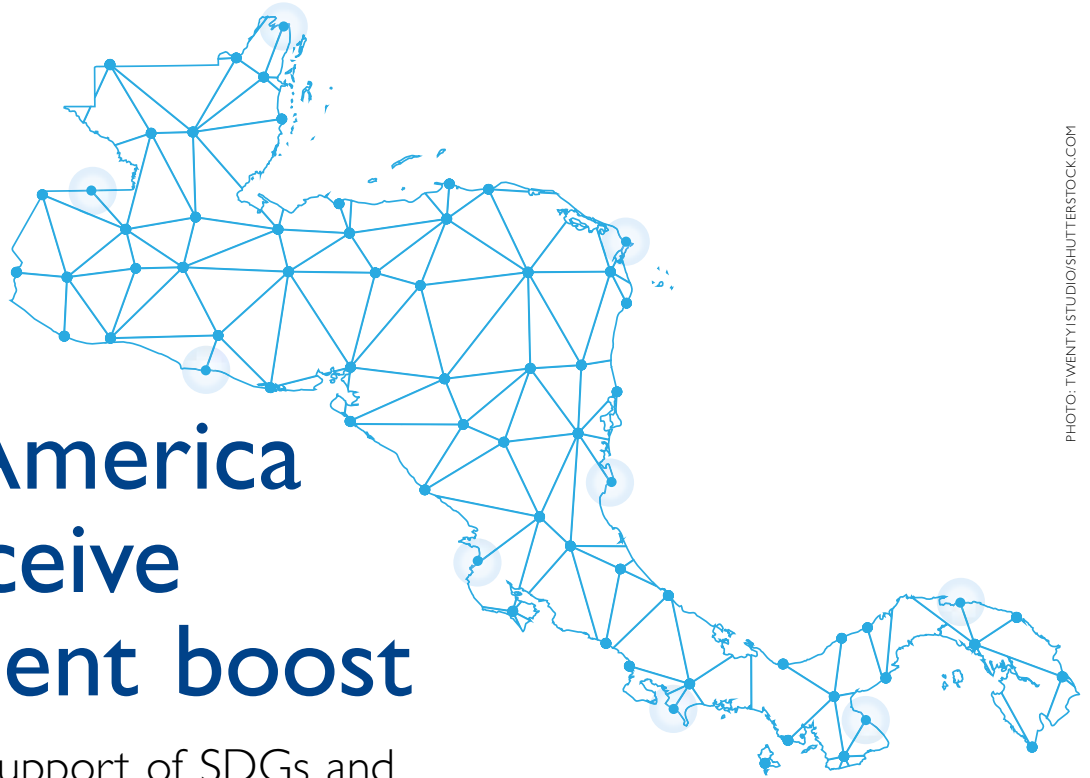 America
ceive
ent boost
upport of SDGs and
PHOTO: TWENTY1STUDIO/SHUTTERSTOCK.COM